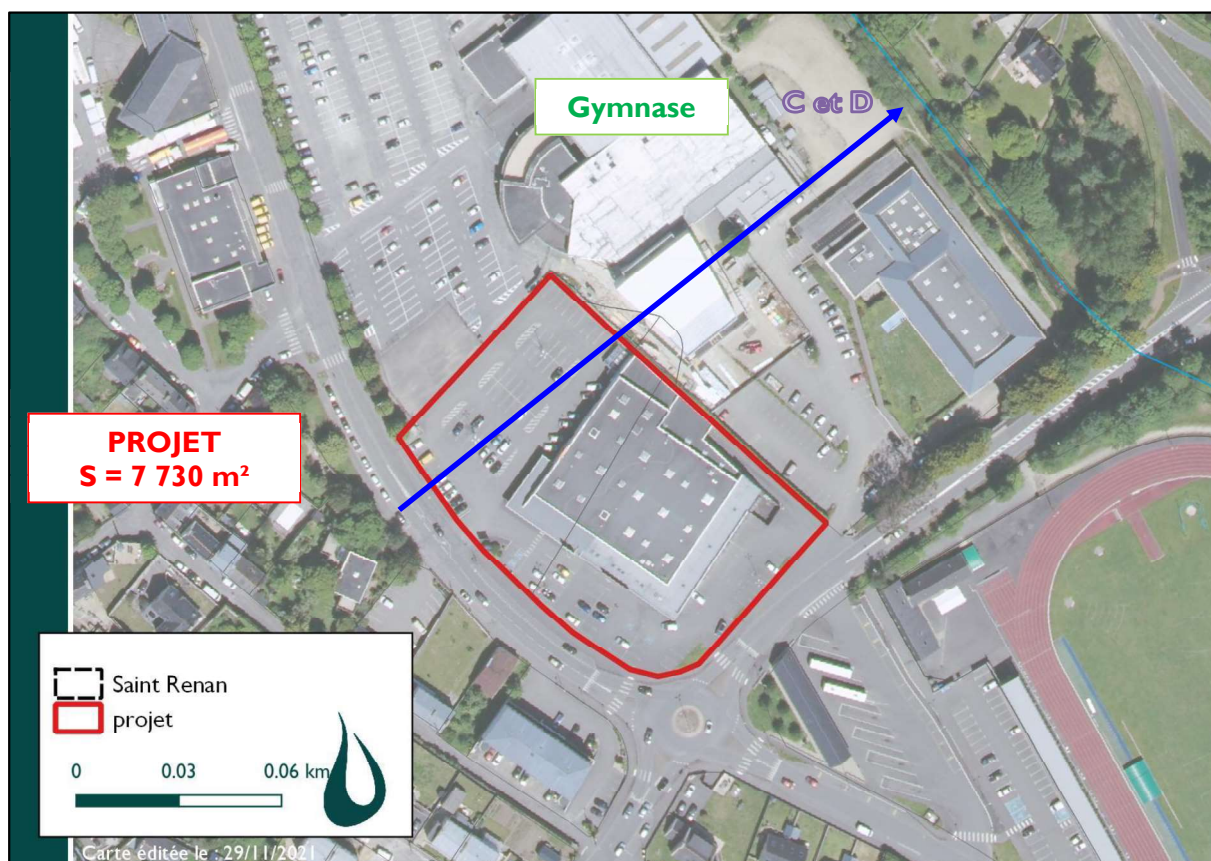 Gymnase
C et D
PROJET
S = 7 730 m²
Saint Renan
projet
0 0.03 0.06 km
Carte éditée le : 29/11/2021